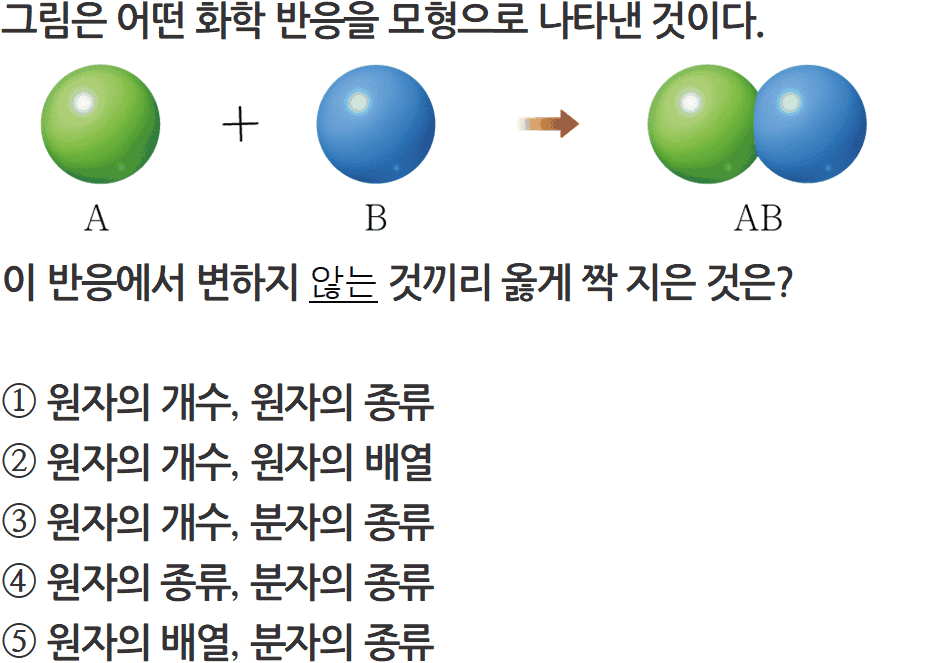 그림은 어떤 화학 반응을 모형으로 나타낸 것이다.
+
A B AB
이 반응에서 변하지 않는 것끼리 옳게 짝 지은 것은?
① 원자의 개수, 원자의 종류
② 원자의 개수, 원자의 배열
③ 원자의 개수, 분자의 종류
④ 원자의 종류, 분자의 종류
⑤ 원자의 배열, 분자의 종류